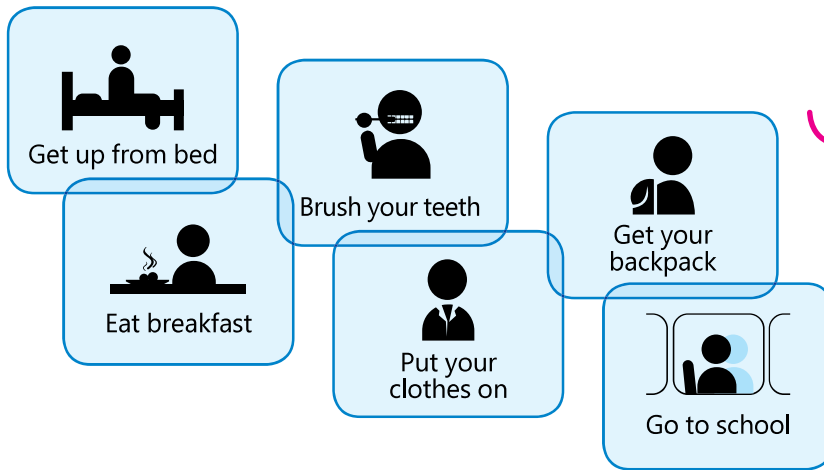 Get up from bed
Eat breakfast
Brush your teeth
Put your
clothes on
Get your
backpack
Go to school